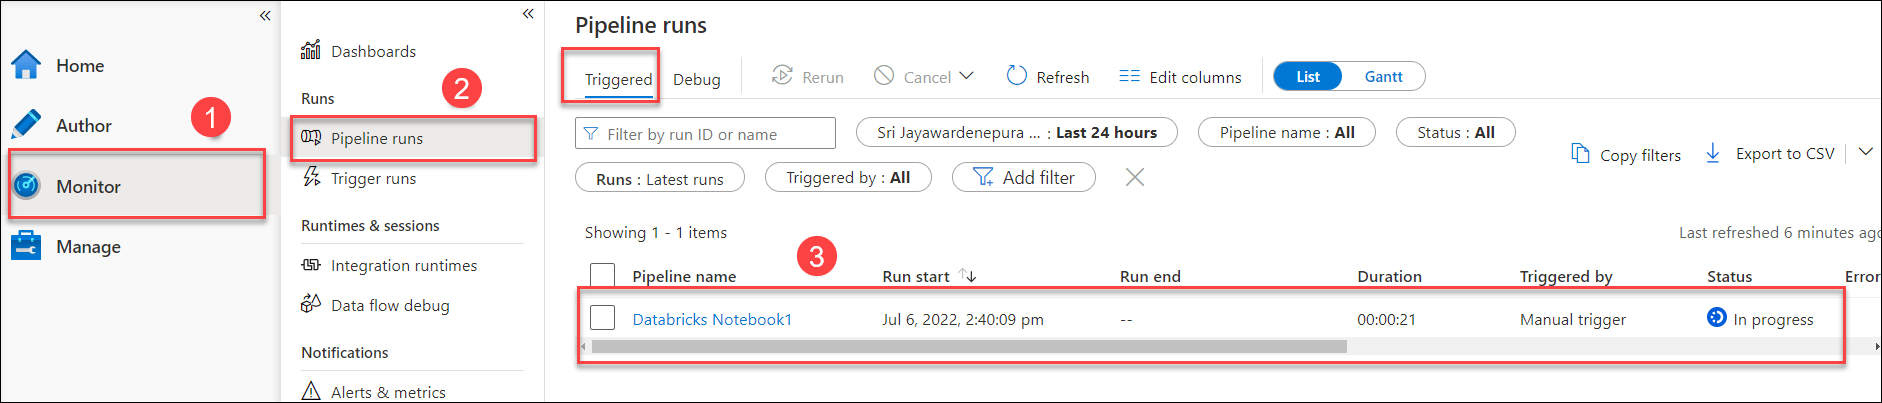 Home
Author
Monitor
Manage
1
Dashboards
Runs
2
Pipeline runs
Trigger runs
Runtimes & sessions
Integration runtimes
Data flow debug
Notifications
Alerts & metrics
Pipeline runs
Triggered Debug Rerun Cancel Refresh Edit columns List Gantt
Filter by run ID or name Sri Jayawardenepura ... : Last 24 hours Pipeline name : All Status : All
Runs : Latest runs Triggered by : All Add filter
Copy filters Export to CSV
Showing 1 - 1 items
Last refreshed 6 minutes ago
3
Pipeline name Run start Run end Duration Triggered by Status Error
Databricks Notebook1 Jul 6, 2022, 2:40:09 pm -- 00:00:21 Manual trigger In progress